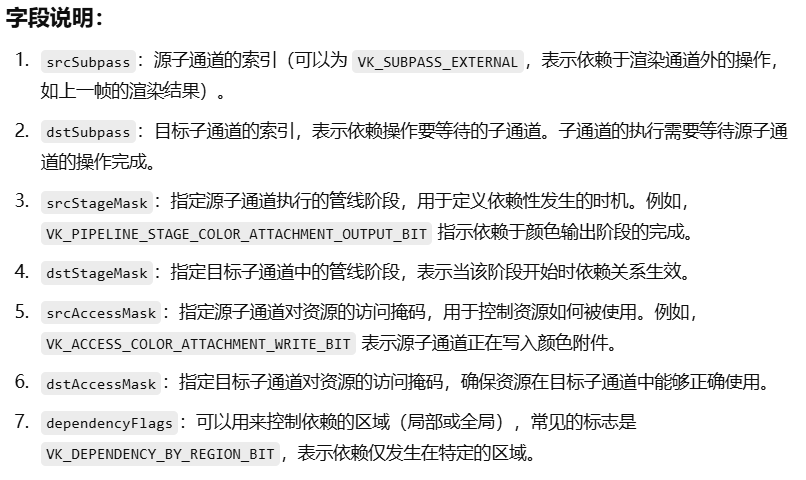 字段说明：
1. srcSubpass：源子通道的索引（可以为 VK_SUBPASS_EXTERNAL，表示依赖于渲染通道外的操作，
如上一帧的渲染结果）。
2. dstSubpass：目标子通道的索引，表示依赖操作要等待的子通道。子通道的执行需要等待源子通
道的操作完成。
3. srcStageMask：指定源子通道执行的管线阶段，用于定义依赖性发生的时机。例如，
VK_PIPELINE_STAGE_COLOR_ATTACHMENT_OUTPUT_BIT 指示依赖于颜色输出阶段的完成。
4. dstStageMask：指定目标子通道中的管线阶段，表示当该阶段开始时依赖关系生效。
5. srcAccessMask：指定源子通道对资源的访问掩码，用于控制资源如何被使用。例如，
VK_ACCESS_COLOR_ATTACHMENT_WRITE_BIT 表示源子通道正在写入颜色附件。
6. dstAccessMask：指定目标子通道对资源的访问掩码，确保资源在目标子通道中能够正确使用。
7. dependencyFlags：可以用来控制依赖的区域（局部或全局），常见的标志是
VK_DEPENDENCY_BY_REGION_BIT，表示依赖仅发生在特定的区域。